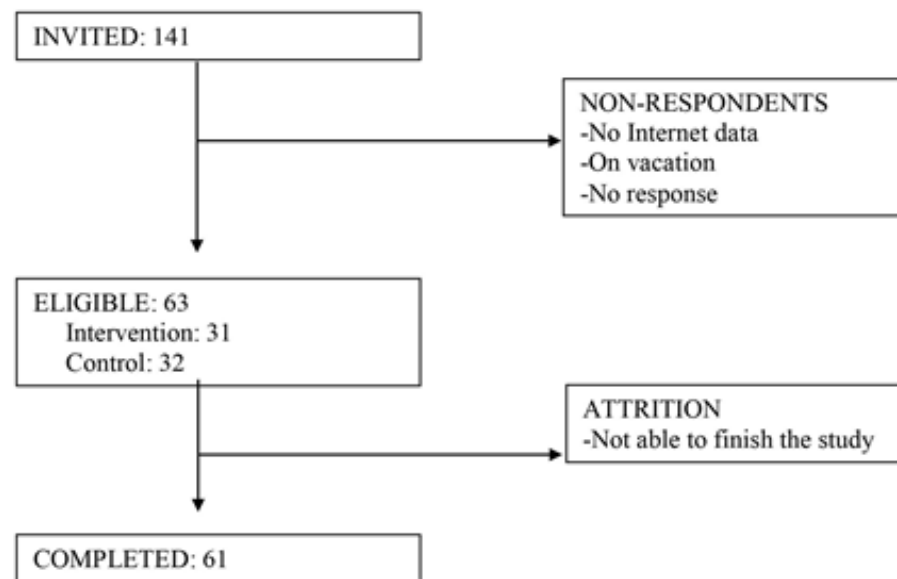 INVITED: 141
NON-RESPONDENTS
-No Internet data
-On vacation
-No response
ELIGIBLE: 63
Intervention: 31
Control: 32
ATTRITION
-Not able to finish the study
COMPLETED: 61